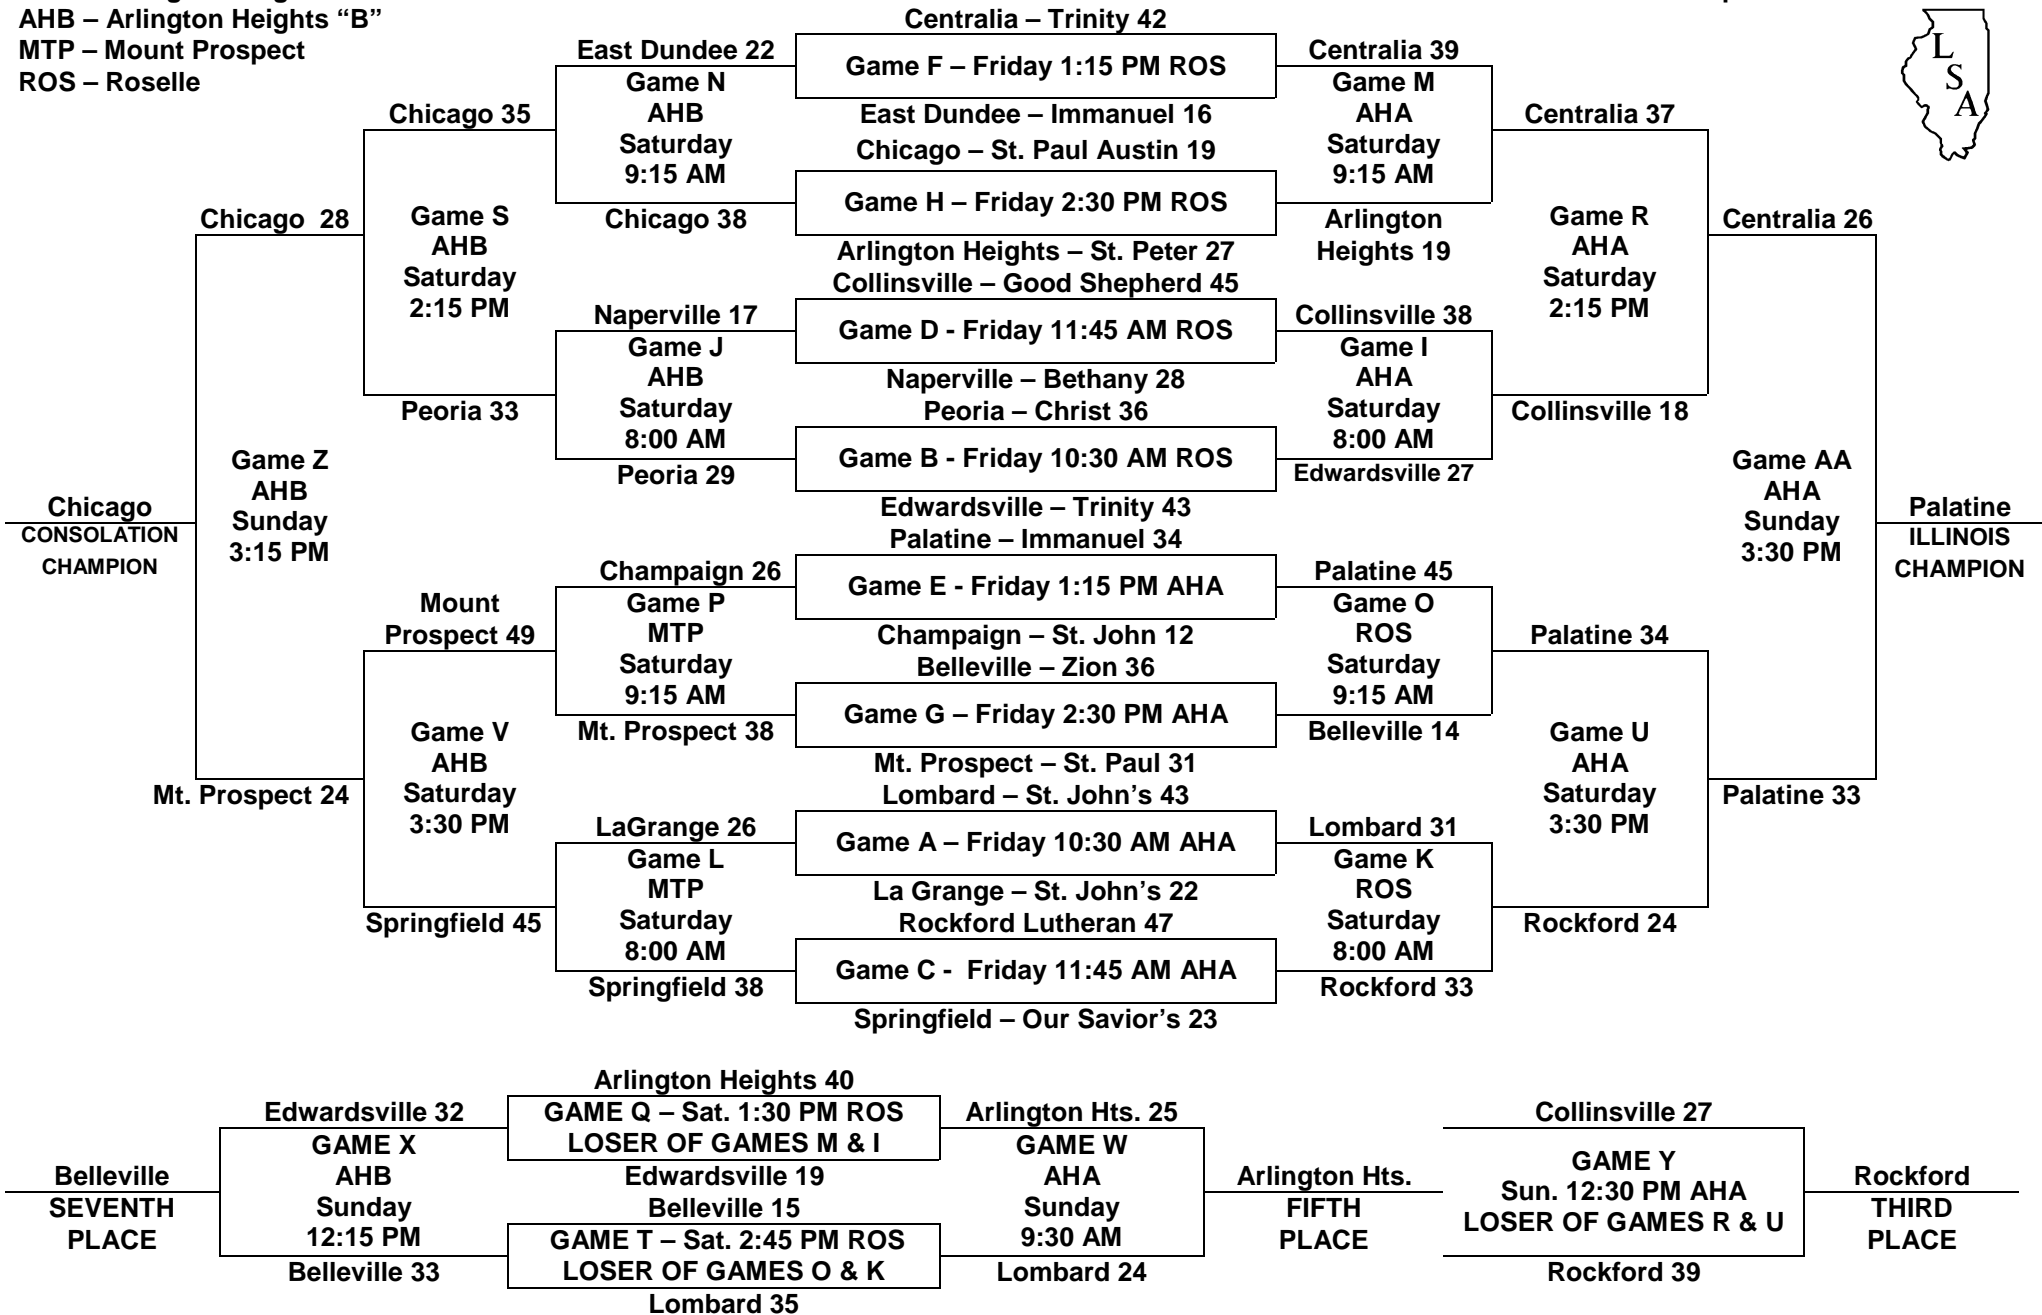 AHB – Arlington Heights “B”
MTP – Mount Prospect
ROS – Roselle
L
S
A
Centralia – Trinity 42
Game F – Friday 1:15 PM ROS
East Dundee – Immanuel 16
Chicago – St. Paul Austin 19
Game H – Friday 2:30 PM ROS
Arlington Heights – St. Peter 27
Collinsville – Good Shepherd 45
Game D - Friday 11:45 AM ROS
Naperville – Bethany 28
Peoria – Christ 36
Game B - Friday 10:30 AM ROS
Edwardsville – Trinity 43
Palatine – Immanuel 34
Game E - Friday 1:15 PM AHA
Champaign – St. John 12
Belleville – Zion 36
Game G – Friday 2:30 PM AHA
Mt. Prospect – St. Paul 31
Lombard – St. John’s 43
Game A – Friday 10:30 AM AHA
La Grange – St. John’s 22
Rockford Lutheran 47
Game C - Friday 11:45 AM AHA
Springfield – Our Savior’s 23
East Dundee 22
Game N
AHB
Saturday
9:15 AM
Chicago 38
Naperville 17
Game J
AHB
Saturday
8:00 AM
Peoria 29
Champaign 26
Game P
MTP
Saturday
9:15 AM
Mt. Prospect 38
LaGrange 26
Game L
MTP
Saturday
8:00 AM
Springfield 38
Chicago 35
Game S
AHB
Saturday
2:15 PM
Peoria 33
Mount
Prospect 49
Game V
AHB
Saturday
3:30 PM
Springfield 45
Chicago 28
Game Z
AHB
Sunday
3:15 PM
Mt. Prospect 24
Chicago
CONSOLATION
CHAMPION
Centralia 39
Game M
AHA
Saturday
9:15 AM
Arlington
Heights 19
Collinsville 38
Game I
AHA
Saturday
8:00 AM
Edwardsville 27
Palatine 45
Game O
ROS
Saturday
9:15 AM
Belleville 14
Lombard 31
Game K
ROS
Saturday
8:00 AM
Rockford 33
Centralia 37
Game R
AHA
Saturday
2:15 PM
Collinsville 18
Palatine 34
Game U
AHA
Saturday
3:30 PM
Rockford 24
Centralia 26
Game AA
AHA
Sunday
3:30 PM
Palatine 33
Palatine
ILLINOIS
CHAMPION
Arlington Heights 40
GAME Q – Sat. 1:30 PM ROS
LOSER OF GAMES M & I
Edwardsville 19
Belleville 15
GAME T – Sat. 2:45 PM ROS
LOSER OF GAMES O & K
Lombard 35
Edwardsville 32
GAME X
AHB
Sunday
12:15 PM
Belleville 33
Belleville
SEVENTH
PLACE
Arlington Hts. 25
GAME W
AHA
Sunday
9:30 AM
Lombard 24
Arlington Hts.
FIFTH
PLACE
Collinsville 27
GAME Y
Sun. 12:30 PM AHA
LOSER OF GAMES R & U
Rockford 39
Rockford
THIRD
PLACE